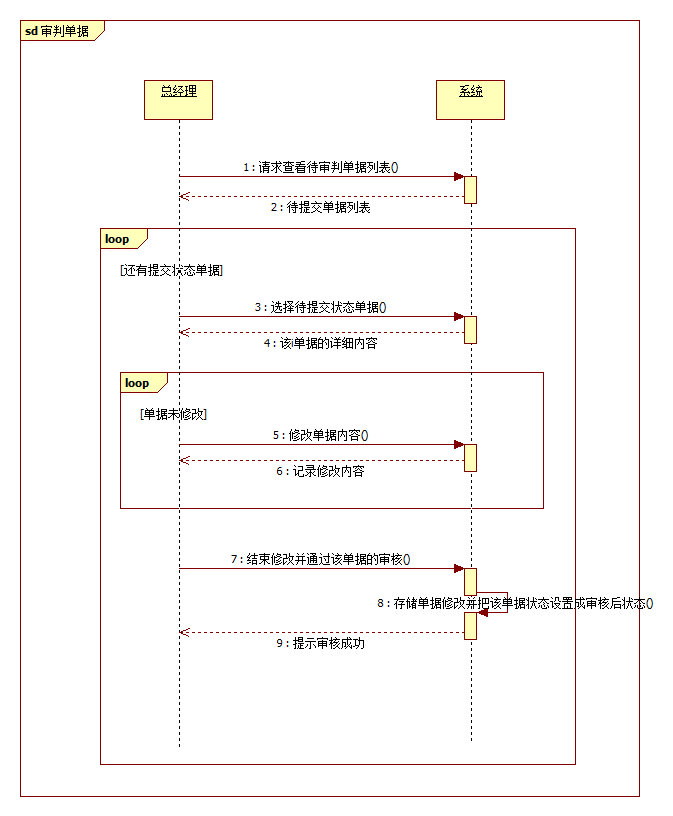 sd 审判单据
总经理
系统
1 : 请求查看待审判单据列表()
2 : 待提交单据列表
loop
[还有提交状态单据]
3 : 选择待提交状态单据()
4 : 该i单据的详细内容
loop
[单据未修改]
5 : 修改单据内容()
6 : 记录修改内容
7 : 结束修改并通过该单据的审核()
8 : 存储单据修改并把该单据状态设置成审核后状态()
9 : 提示审核成功